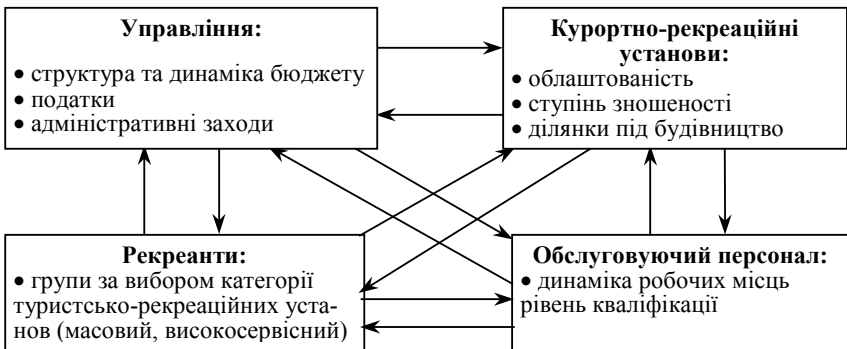 Управління:
• структура та динаміка бюджету
• податки
• адміністративні заходи
Курортно-рекреаційні
установи:
• облаштованість
• ступінь зношеності
• ділянки під будівництво
Рекреанти:
• групи за вибором категорії
туристсько-рекреаційних уста-
нов (масовий, високосервісний)
Обслуговуючий персонал:
• динаміка робочих місць
рівень кваліфікації